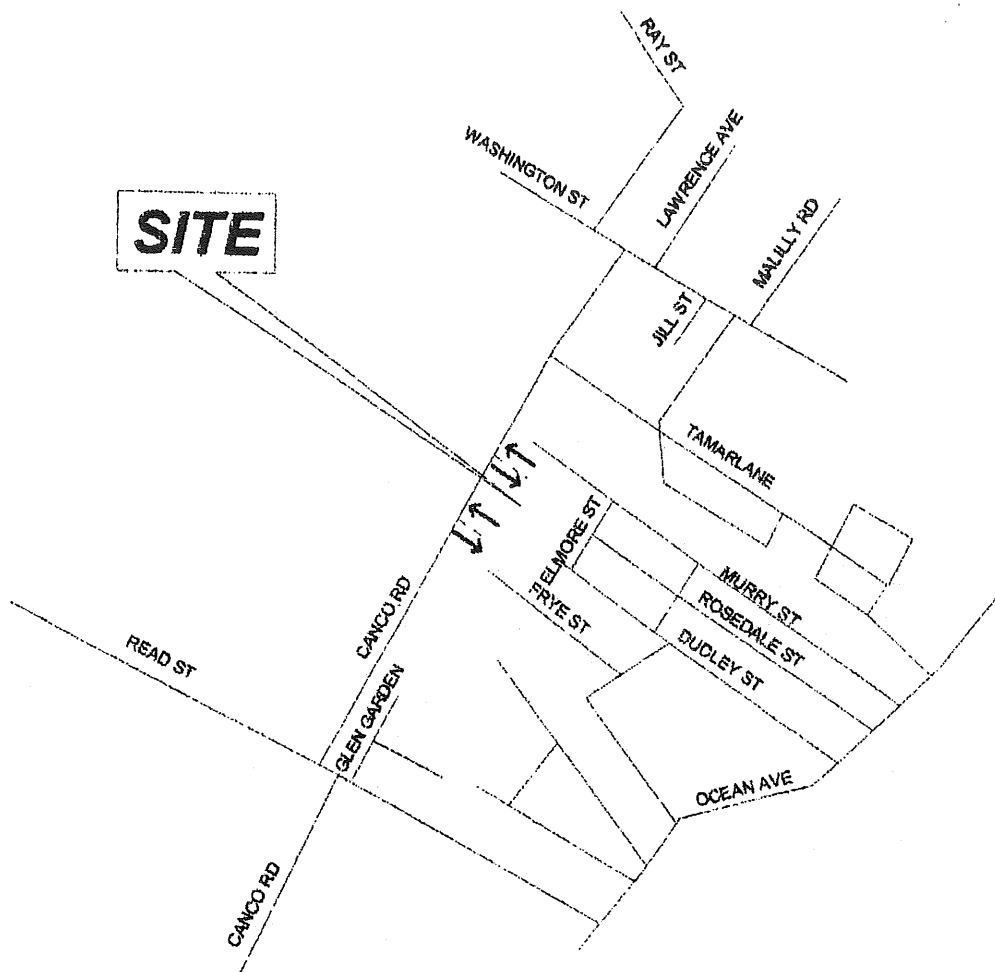 RAY ST
WASHINGTON ST
LAWRENCE AVE
MALILLY RD
SITE
JILL ST
TAMARLANE
ELMORE ST
MURRY ST
FRYE ST
ROSEDALE ST
DUDLEY ST
CANCO RD
READ ST
GLEN GARDEN
OCEAN AVE
CANCO RD